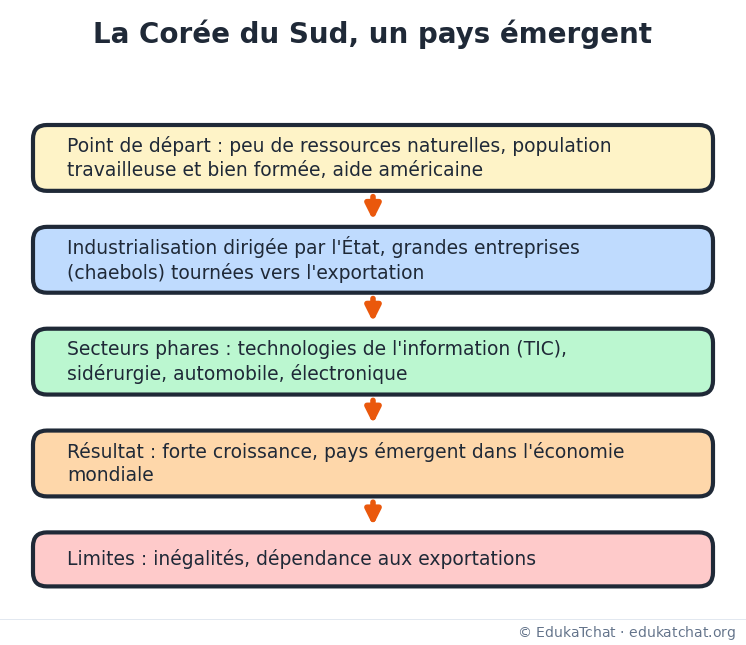 La Corée du Sud, un pays émergent
Point de départ : peu de ressources naturelles, population
travailleuse et bien formée, aide américaine
Industrialisation dirigée par l'État, grandes entreprises
(chaebols) tournées vers l'exportation
Secteurs phares : technologies de l'information (TIC),
sidérurgie, automobile, électronique
Résultat : forte croissance, pays émergent dans l'économie
mondiale
Limites : inégalités, dépendance aux exportations
© EdukaTchat · edukatchat.org